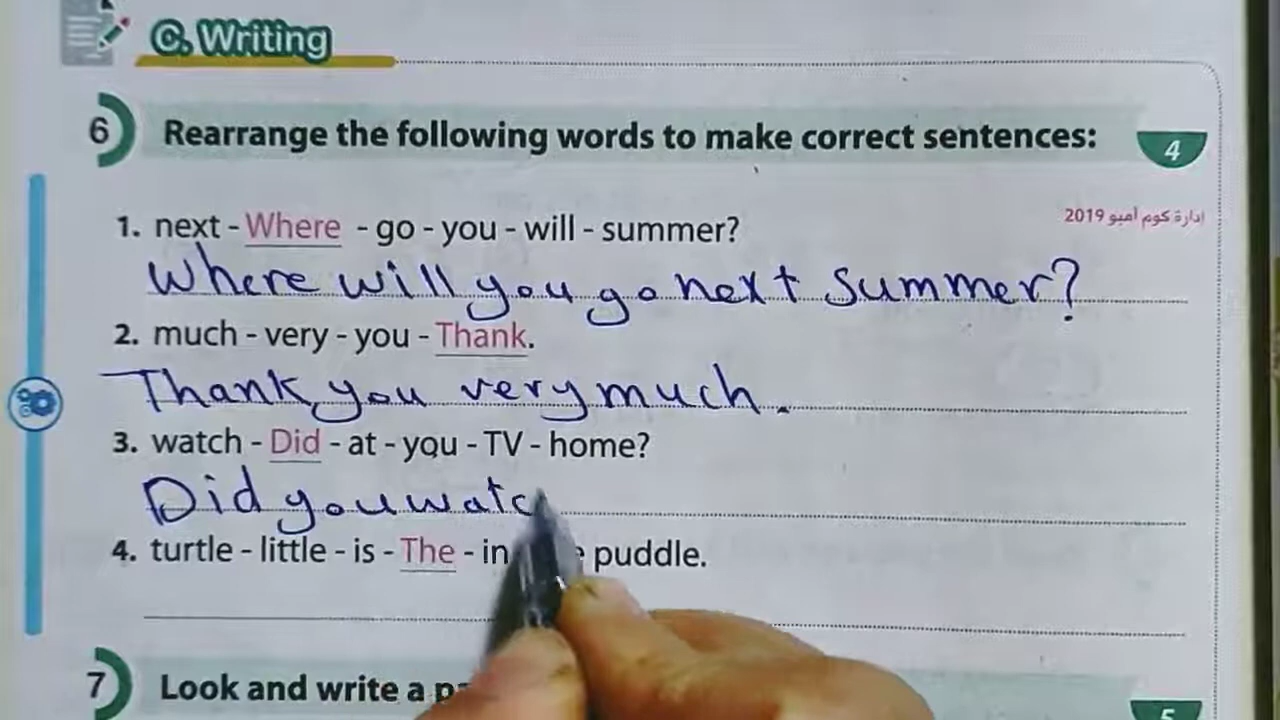 C. Writing
6 Rearrange the following words to make correct sentences: 4
1. next - Where - go - you - will - summer?
ادارة كوم أمبو 2019
Where will you go next summer?
2. much - very - you - Thank.
Thank you very much.
3. watch - Did - at - you - TV - home?
Did you watc
4. turtle - little - is - The - in puddle.
7 Look and write a 5